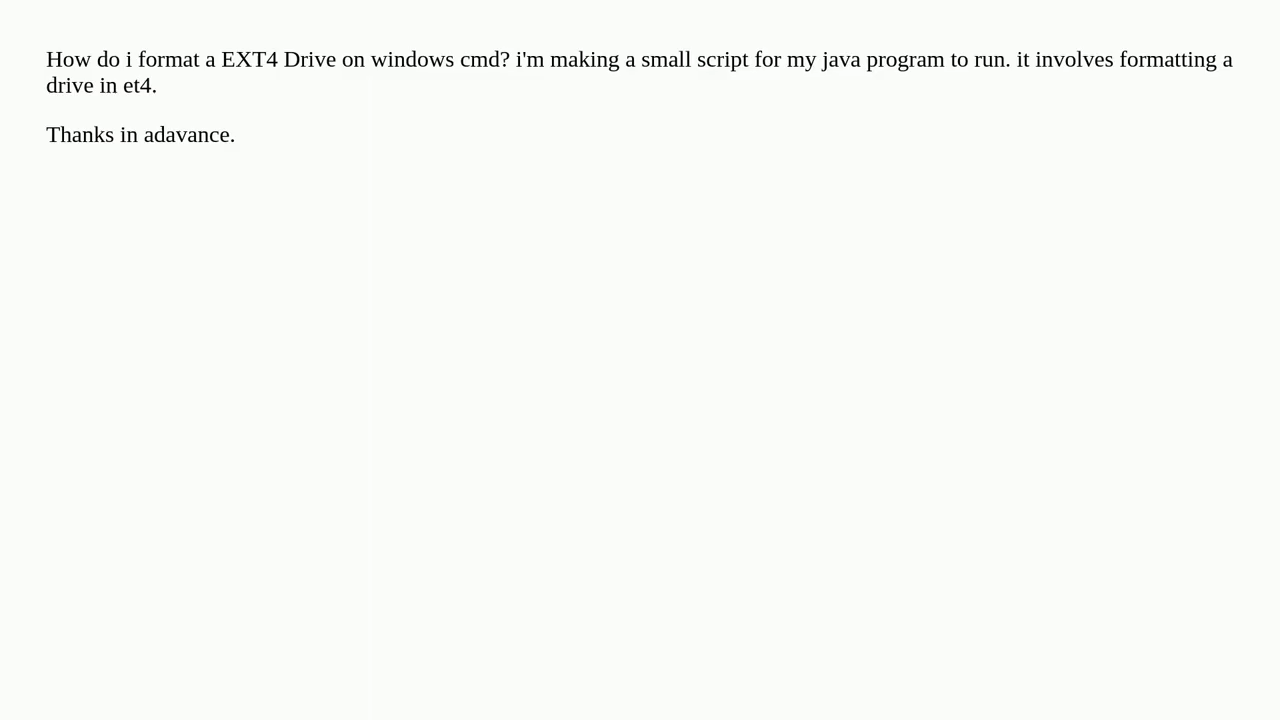 How do i format a EXT4 Drive on windows cmd? i'm making a small script for my java program to run. it involves formatting a
drive in et4.
Thanks in adavance.